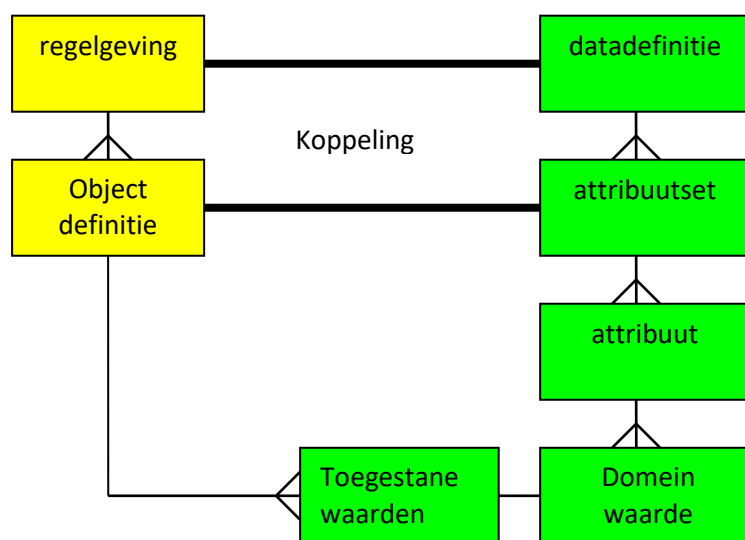 regelgeving
datadefinitie
Koppeling
Object
definitie
attribuutset
attribuut
Toegestane
waarden
Domein
waarde